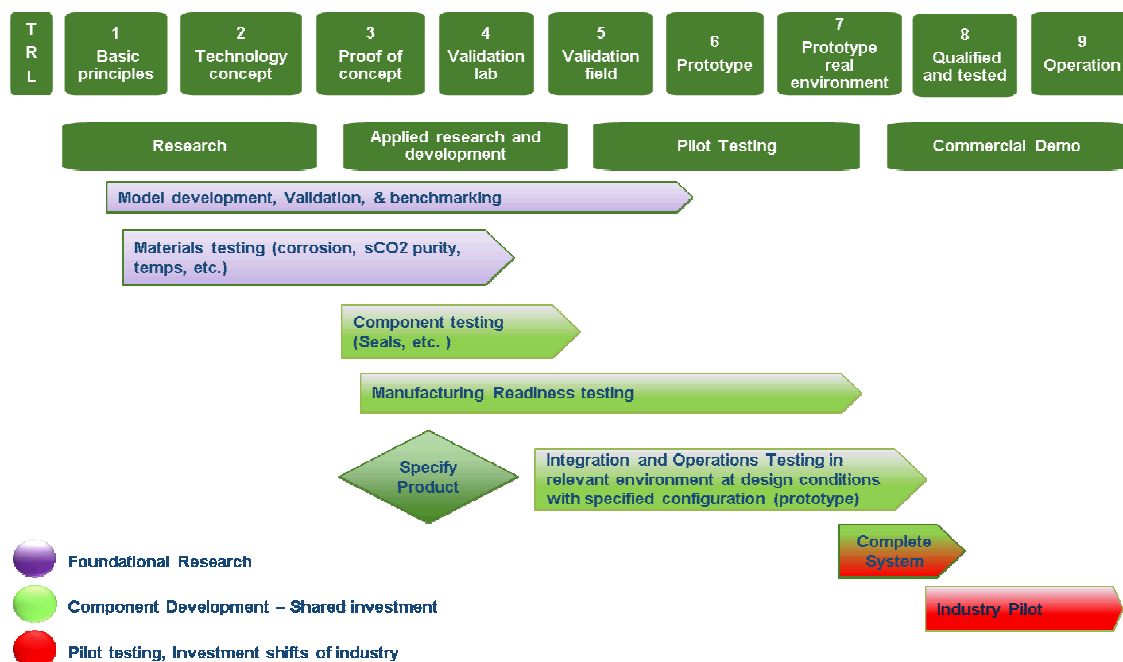 T
R
L
1
Basic
principles
2
Technology
concept
3
Proof of
concept
4
Validation
lab
5
Validation
field
6
Prototype
7
Prototype
real
environment
8
Qualified
and tested
9
Operation
Research
Applied research and
development
Pilot Testing
Commercial Demo
Model development, Validation, & benchmarking
Materials testing (corrosion, sCO2 purity,
temps, etc.)
Component testing
(Seals, etc. )
Manufacturing Readiness testing
Specify
Product
Integration and Operations Testing in
relevant environment at design conditions
with specified configuration (prototype)
Complete
System
Industry Pilot
Foundational Research
Component Development – Shared investment
Pilot testing, Investment shifts of industry